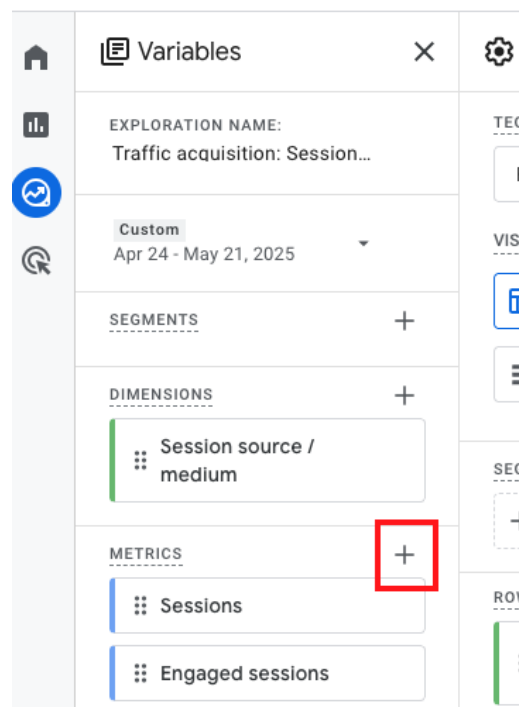 Variables
EXPLORATION NAME:
Traffic acquisition: Session...
Custom
Apr 24 - May 21, 2025
SEGMENTS
DIMENSIONS
Session source /
medium
METRICS
Sessions
Engaged sessions